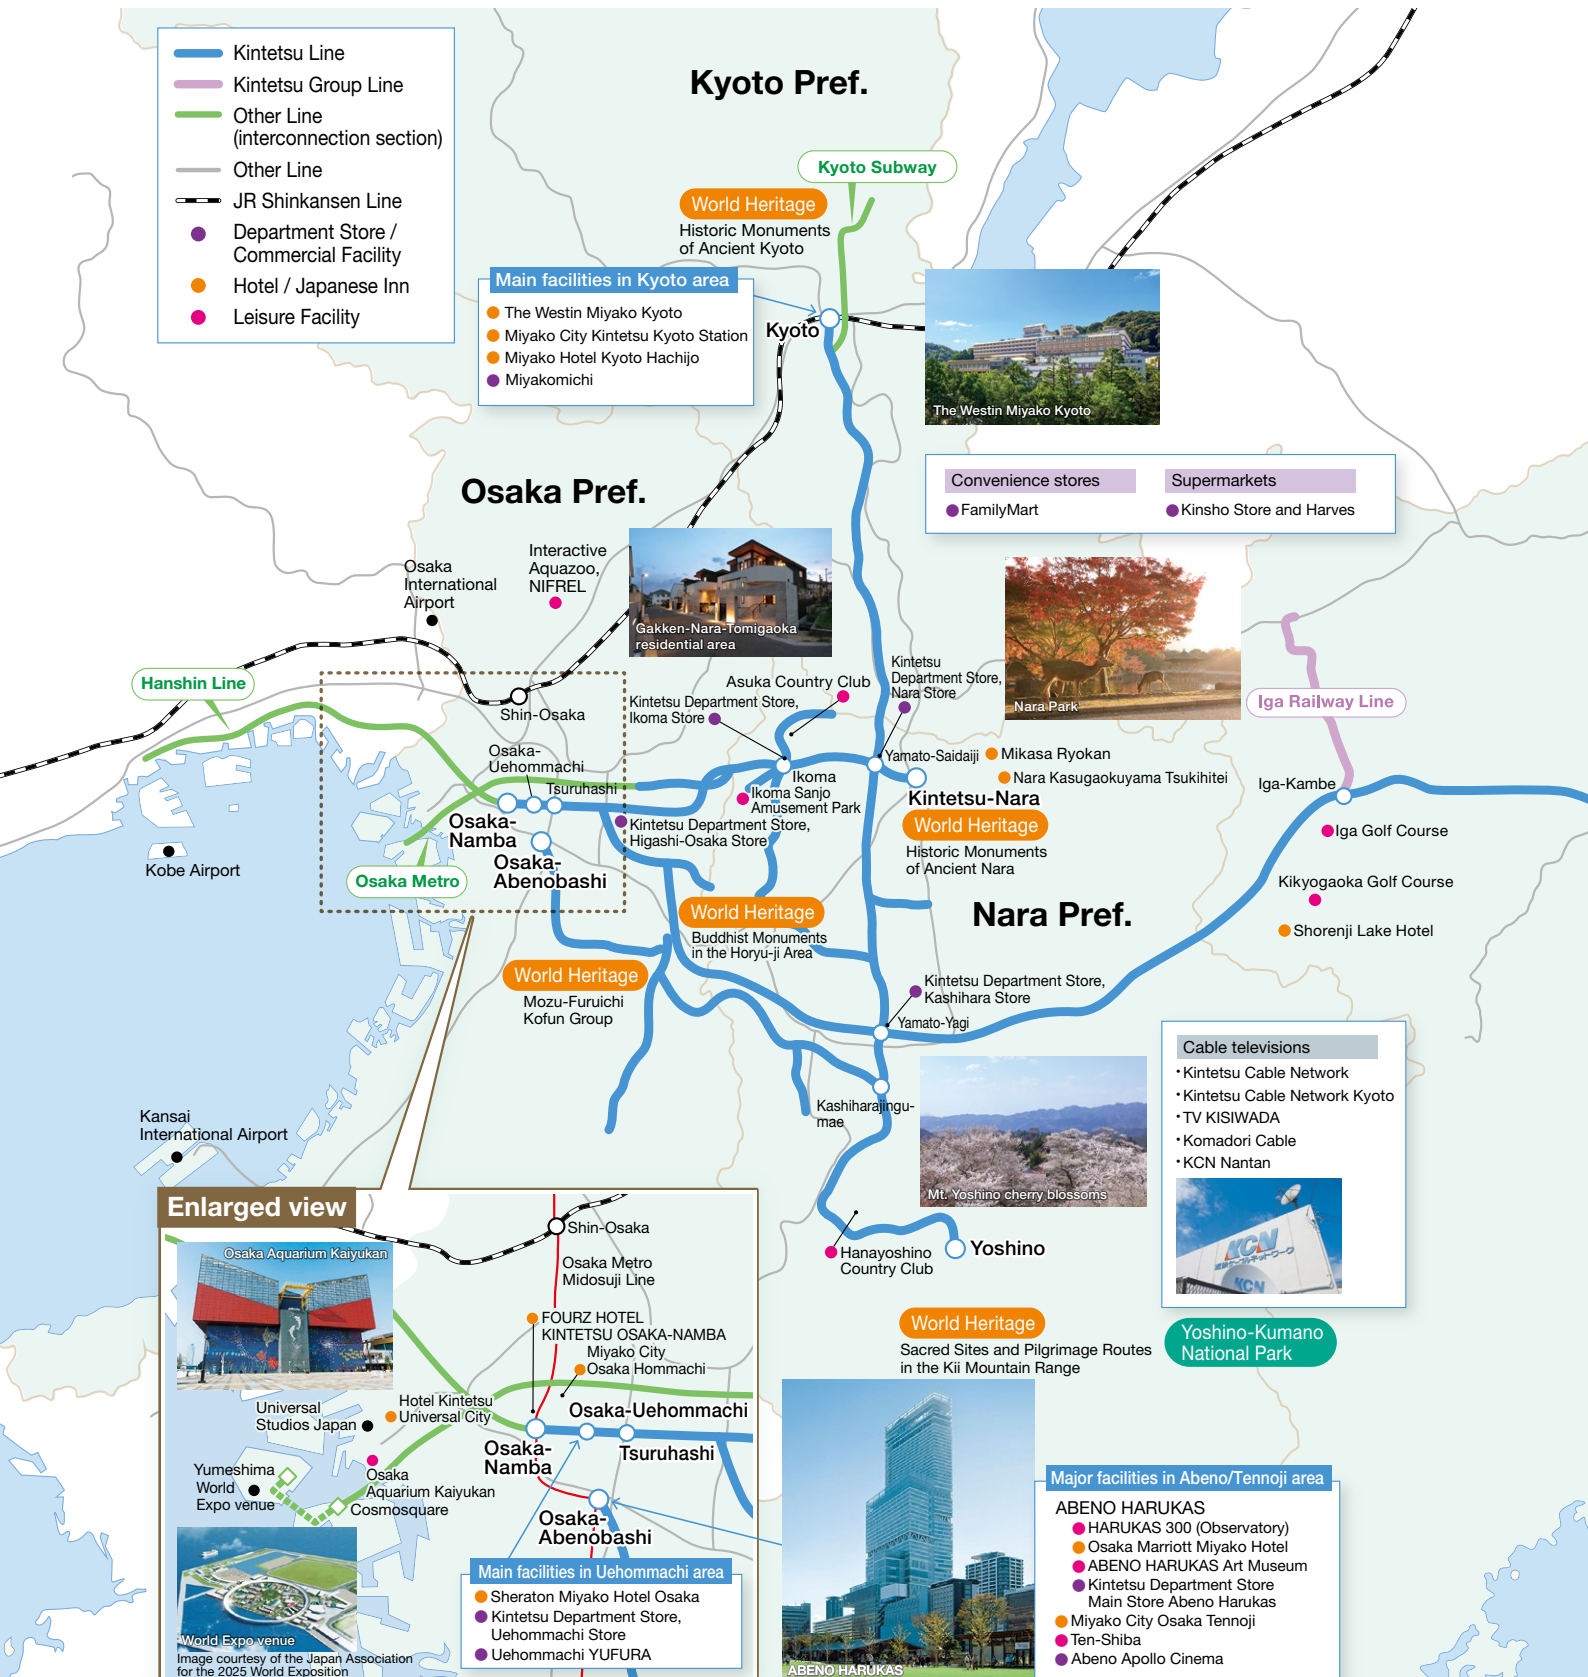 Kintetsu Line
Kintetsu Group Line
Other Line
(interconnection section)
Other Line
JR Shinkansen Line
Department Store /
Commercial Facility
Hotel / Japanese Inn
Leisure Facility
Kyoto Pref.
Kyoto Subway
World Heritage
Historic Monuments
of Ancient Kyoto
Main facilities in Kyoto area
The Westin Miyako Kyoto
Miyako City Kintetsu Kyoto Station
Miyako Hotel Kyoto Hachijo
Miyakomichi
Kyoto
The Westin Miyako Kyoto
Convenience stores
FamilyMart
Supermarkets
Kinsho Store and Harves
Osaka Pref.
Osaka
International
Airport
Interactive
Aquazoo,
NIFREL
Gakken-Nara-Tomigaoka
residential area
Nara Park
Hanshin Line
Shin-Osaka
Asuka Country Club
Kintetsu Department Store,
Ikoma Store
Kintetsu
Department Store,
Nara Store
Iga Railway Line
Osaka-
Uehommachi
Tsuruhashi
Ikoma
Ikoma Sanjo
Amusement Park
Yamato-Saidaiji
Mikasa Ryokan
Nara Kasugaokuyama Tsukihitei
Kintetsu-Nara
World Heritage
Historic Monuments
of Ancient Nara
Iga-Kambe
Iga Golf Course
Kikyogaoka Golf Course
Shorenji Lake Hotel
Osaka-
Namba
Osaka-
Abenobashi
Kintetsu Department Store,
Higashi-Osaka Store
Kobe Airport
Osaka Metro
Nara Pref.
World Heritage
Buddhist Monuments
in the Horyu-ji Area
World Heritage
Mozu-Furuichi
Kofun Group
Kintetsu Department Store,
Kashihara Store
Yamato-Yagi
Kashiharajingu-
mae
Mt. Yoshino cherry blossoms
Cable televisions
・Kintetsu Cable Network
・Kintetsu Cable Network Kyoto
・TV KISIWADA
・Komadori Cable
・KCN Nantan
KCN
近鉄ケーブルネットワーク
KCN
Kansai
International Airport
Hanayoshino
Country Club
Yoshino
World Heritage
Sacred Sites and Pilgrimage Routes
in the Kii Mountain Range
Yoshino-Kumano
National Park
Enlarged view
Osaka Aquarium Kaiyukan
Shin-Osaka
Osaka Metro
Midosuji Line
FOURZ HOTEL
KINTETSU OSAKA-NAMBA
Miyako City
Osaka Hommachi
Hotel Kintetsu
Universal City
Universal
Studios Japan
Osaka-Uehommachi
Tsuruhashi
Osaka-
Namba
Yumeshima
World
Expo venue
Osaka
Aquarium Kaiyukan
Cosmosquare
Osaka-
Abenobashi
World Expo venue
Image courtesy of the Japan Association
for the 2025 World Exposition
Main facilities in Uehommachi area
Sheraton Miyako Hotel Osaka
Kintetsu Department Store,
Uehommachi Store
Uehommachi YUFURA
ABENO HARUKAS
Major facilities in Abeno/Tennoji area
ABENO HARUKAS
HARUKAS 300 (Observatory)
Osaka Marriott Miyako Hotel
ABENO HARUKAS Art Museum
Kintetsu Department Store
Main Store Abeno Harukas
Miyako City Osaka Tennoji
Ten-Shiba
Abeno Apollo Cinema